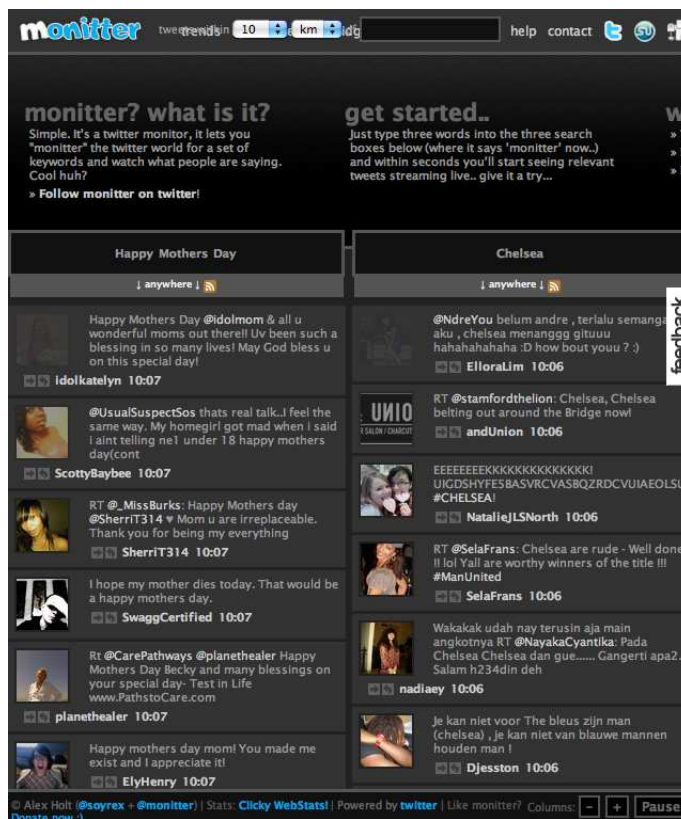 monitter
tweets within 10 km of
trends
help contact
monitter? what is it?
Simple. It's a twitter monitor, it lets you
"monitter" the twitter world for a set of
keywords and watch what people are saying.
Cool huh?
» Follow monitter on twitter!
get started..
Just type three words into the three search
boxes below (where it says 'monitter' now..)
and within seconds you'll start seeing relevant
tweets streaming live.. give it a try...
w
»
»
»
Happy Mothers Day
↓ anywhere ↓
Happy Mothers Day @idolmom & all u
wonderful moms out there!! Uv been such a
blessing in so many lives! May God bless u
on this special day!
idolkatelyn 10:07
@UsualSuspectSos thats real talk..I feel the
same way. My homegirl got mad when i said
i aint telling ne1 under 18 happy mothers
day(cont
ScottyBaybee 10:07
RT @_MissBurks: Happy Mothers day
@SherriT314 ♥ Mom u are irreplaceable.
Thank you for being my everything
SherriT314 10:07
I hope my mother dies today. That would be
a happy mothers day.
SwaggCertified 10:07
Rt @CarePathways @planethealer Happy
Mothers Day Becky and many blessings on
your special day- Test in Life
www.PathstoCare.com
planethealer 10:07
Happy mothers day mom! You made me
exist and I appreciate it!
ElyHenry 10:07
Chelsea
↓ anywhere ↓
@NdreYou belum andre , terlalu semanga
aku , chelsea menanggg gituuu
hahahahahaha :D how bout youu ? :)
ElloraLim 10:07
UNIO
SALON / CHARCUT
RT @stamfordthelion: Chelsea, Chelsea
belting out around the Bridge now!
andUnion 10:06
EEEEEEEEKKKKKKKKKKKKK!
UIGDSHYFESBASVRCVASBQZRDCVUIAEOLSU
#CHELSEA!
NatalieJLSNorth 10:06
RT @SelaFrans: Chelsea are rude - Well done
!! lol Yall are worthy winners of the title !!!
#ManUnited
SelaFrans 10:06
Wakakak udah nay terusin aja main
angkotnya RT @NayakaCyantika: Pada
Chelsea Chelsea dan gue...... Gangerti apa2.
Salam h234din deh
nadiaey 10:06
Je kan niet voor The bleus zijn man
(chelsea) , je kan niet van blauwe mannen
houden man !
Djesston 10:06
feedback
© Alex Holt (@soyrex + @monitter) | Stats: Clicky WebStats! | Powered by twitter | Like monitter? Columns: - + Pause
Donate now :)